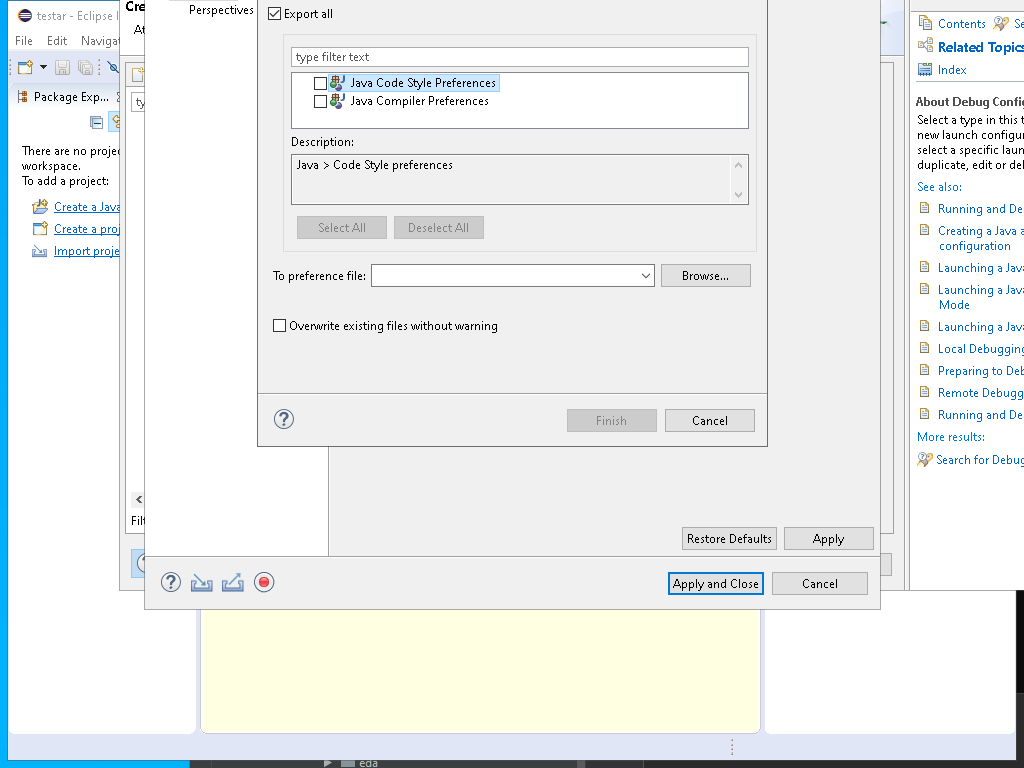 testar - Eclipse I
File Edit Navigat
Package Exp...
There are no proje
workspace.
To add a project:
Create a Java
Create a proj
Import proje
Cre
At
ty
Filt
Perspectives
Export all
type filter text
Java Code Style Preferences
Java Compiler Preferences
Description:
Java > Code Style preferences
Select All Deselect All
To preference file: Browse...
Overwrite existing files without warning
Finish Cancel
Restore Defaults Apply
Apply and Close Cancel
Contents Se
Related Topics
Index
About Debug Config
Select a type in this t
new launch configur
select a specific laun
duplicate, edit or del
See also:
Running and De
Creating a Java a
configuration
Launching a Java
Launching a Java
Mode
Launching a Java
Local Debugging
Preparing to Deb
Remote Debugg
Running and De
More results:
Search for Debug
eda